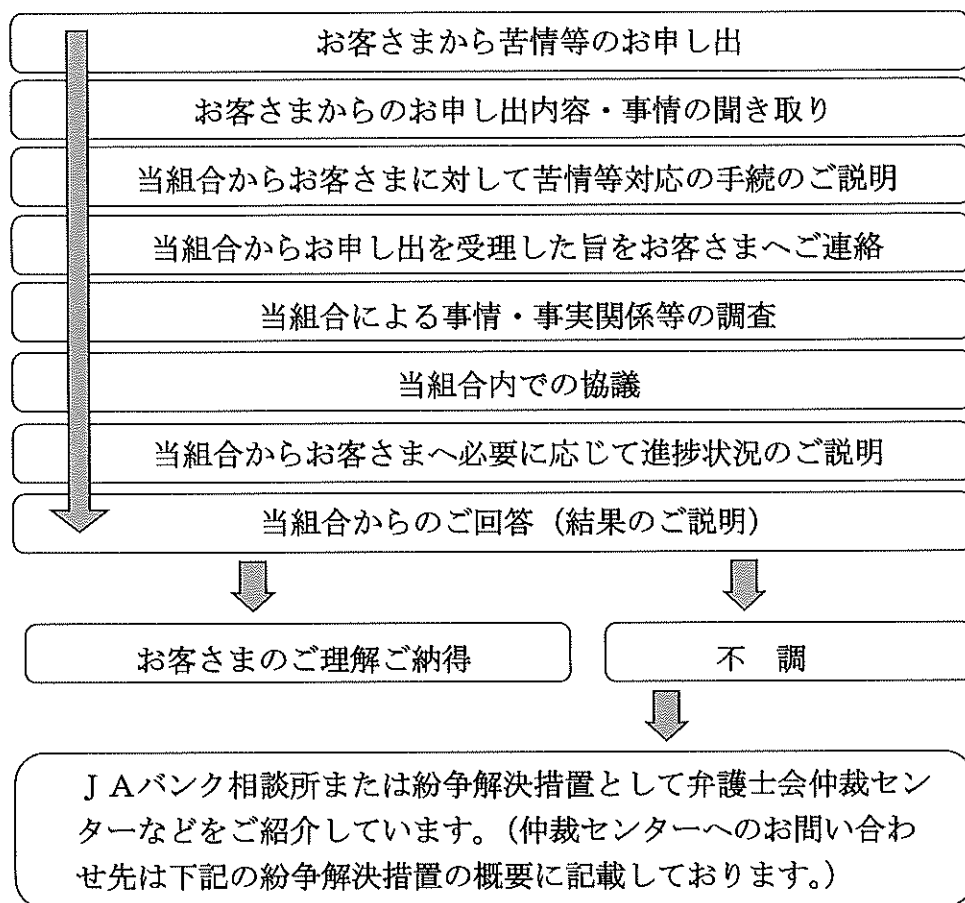 お客さまから苦情等のお申し出
お客さまからのお申し出内容・事情の聞き取り
当組合からお客さまに対して苦情等対応の手続のご説明
当組合からお申し出を受理した旨をお客さまへご連絡
当組合による事情・事実関係等の調査
当組合内での協議
当組合からお客さまへ必要に応じて進捗状況のご説明
当組合からのご回答（結果のご説明）
お客さまのご理解ご納得
不　調
ＪＡバンク相談所または紛争解決措置として弁護士会仲裁セン
ターなどをご紹介しています。（仲裁センターへのお問い合わ
せ先は下記の紛争解決措置の概要に記載しております。）